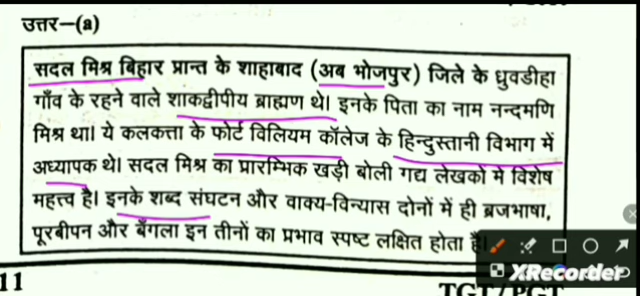 उत्तर–(a)
सदल मिश्र बिहार प्रान्त के शाहाबाद (अब भोजपुर) जिले के ध्रुवडीहा
गाँव के रहने वाले शाकद्वीपीय ब्राह्मण थे। इनके पिता का नाम नन्दमणि
मिश्र था। ये कलकत्ता के फोर्ट विलियम कॉलेज के हिन्दुस्तानी विभाग में
अध्यापक थे। सदल मिश्र का प्रारम्भिक खड़ी बोली गद्य लेखकों में विशेष
महत्त्व है। इनके शब्द संघटन और वाक्य-विन्यास दोनों में ही ब्रजभाषा,
पूरबीपन और बँगला इन तीनों का प्रभाव स्पष्ट लक्षित होता है।
XRecorder
11
TGT/PGT